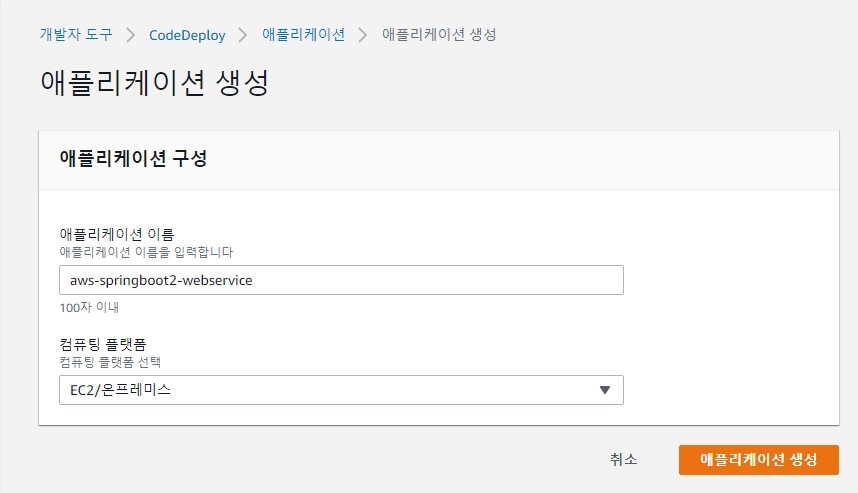 개발자 도구 > CodeDeploy > 애플리케이션 > 애플리케이션 생성
애플리케이션 생성
애플리케이션 구성
애플리케이션 이름
애플리케이션 이름을 입력합니다
aws-springboot2-webservice
100자 이내
컴퓨팅 플랫폼
컴퓨팅 플랫폼 선택
EC2/온프레미스
취소 애플리케이션 생성